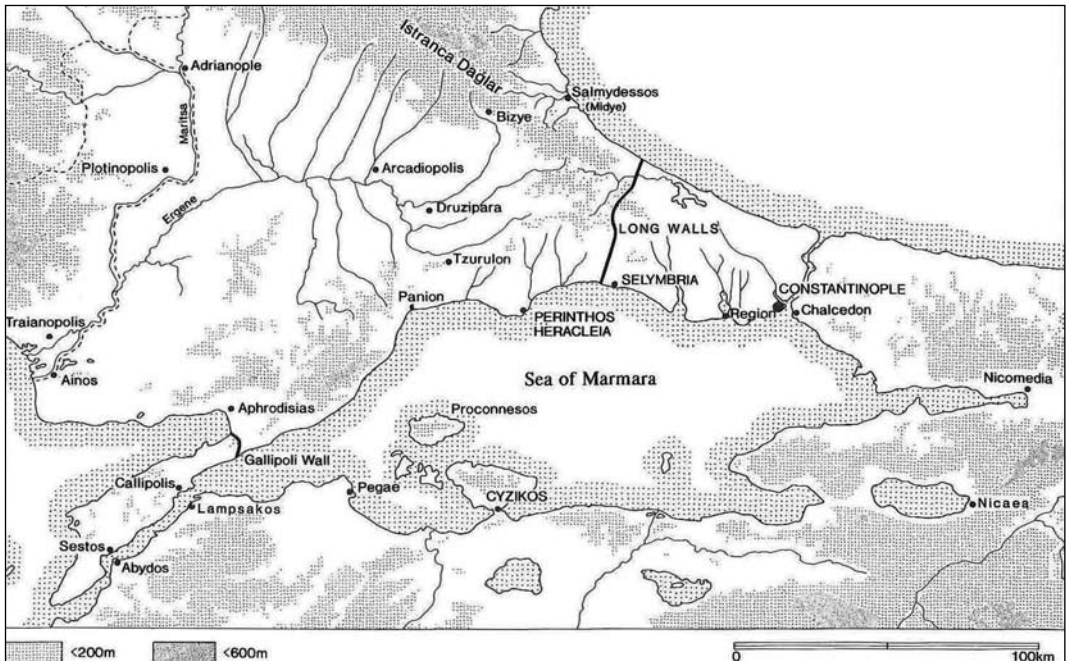 Istranca Dağlar
Adrianople
Salmydessos
(Midye)
Bizye
Maritsa
Plotinopolis
Arcadiopolis
Ergene
Druzipara
LONG WALLS
Tzurulon
SELYMBRIA
CONSTANTINOPLE
Panion
PERINTHOS
HERACLEIA
Region
Chalcedon
Traianopolis
Ainos
Sea of Marmara
Nicomedia
Aphrodisias
Proconnesos
Gallipoli Wall
Callipolis
Pegae
CYZIKOS
Nicaea
Lampsakos
Sestos
Abydos
<200m
<600m
0
100km